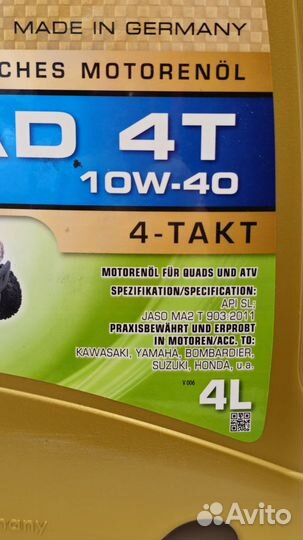 MADE IN GERMANY
CHES MOTORENÖL
AD 4T
10W-40
4-TAKT
MOTORENÖL FÜR QUADS UND ATV
SPEZIFIKATION/SPECIFICATION:
API SL;
JASO MA2 T 903:2011
PRAXISBEWÄHRT UND ERPROBT
IN MOTOREN/ACC. TO:
KAWASAKI, YAMAHA, BOMBARDIER,
SUZUKI, HONDA, u.a.
V 006
4L
many
Avito